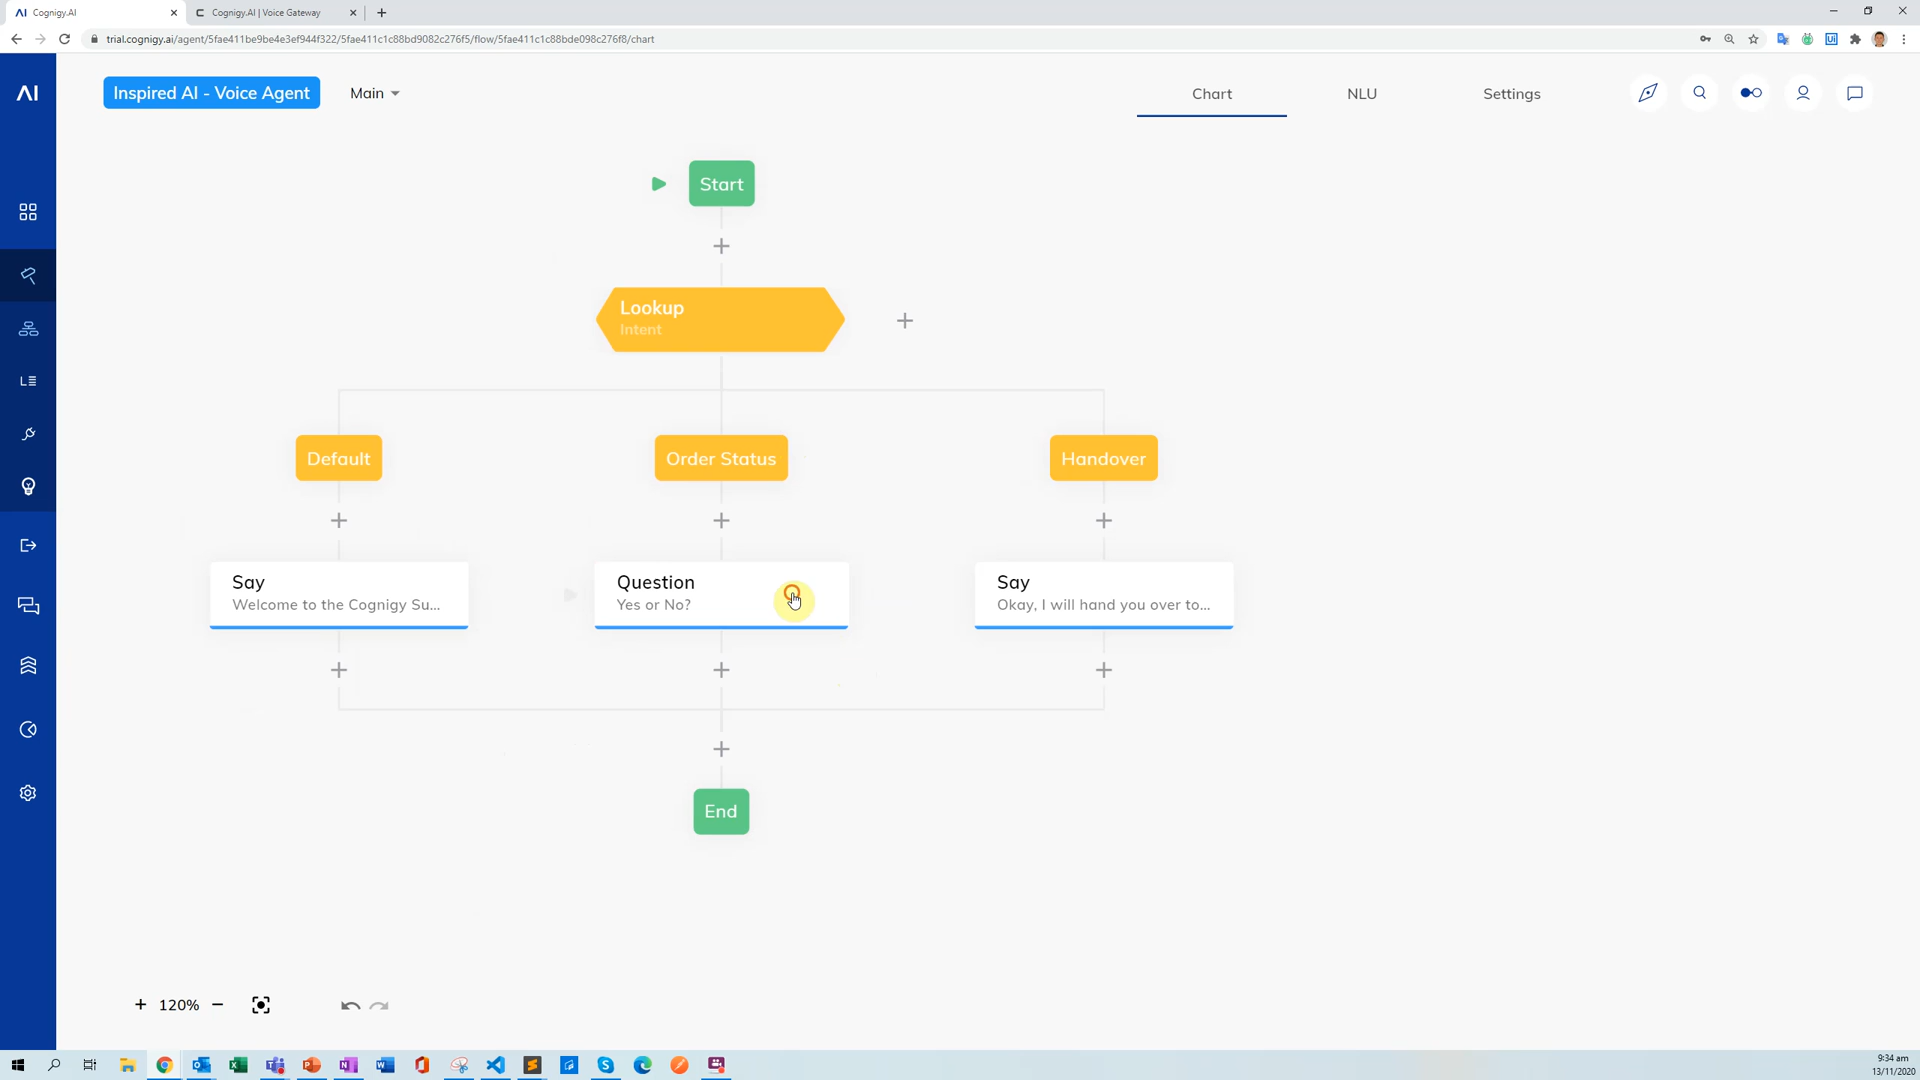 Cognigy.AI
Cognigy.AI | Voice Gateway
trial.cognigy.ai/agent/5fae411be9be4e3ef944f322/5fae411c1c88bd9082c276f5/flow/5fae411c1c88bde098c276f8/chart
AI
Inspired AI - Voice Agent
Main
Chart
NLU
Settings
Start
Lookup
Intent
Default
Order Status
Handover
Say
Welcome to the Cognigy Su...
Question
Yes or No?
Say
Okay, I will hand you over to...
End
+ 120% −
9:34 am
13/11/2020